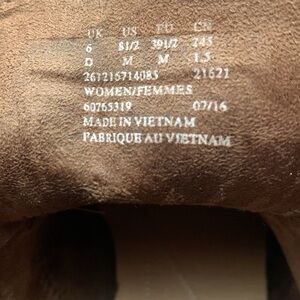 UK US EU CN
6 8 1/2 39 1/2 245
D M M 1.5
261216714085 21621
WOMEN/FEMMES
60765319 07/16
MADE IN VIETNAM
FABRIQUE AU VIETNAM